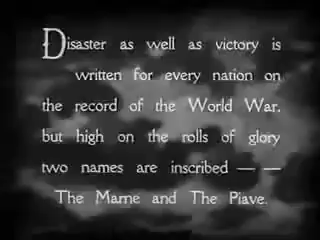 Disaster as well as victory is
written for every nation on
the record of the World War,
but high on the rolls of glory
two names are inscribed — —
The Marne and The Piave.